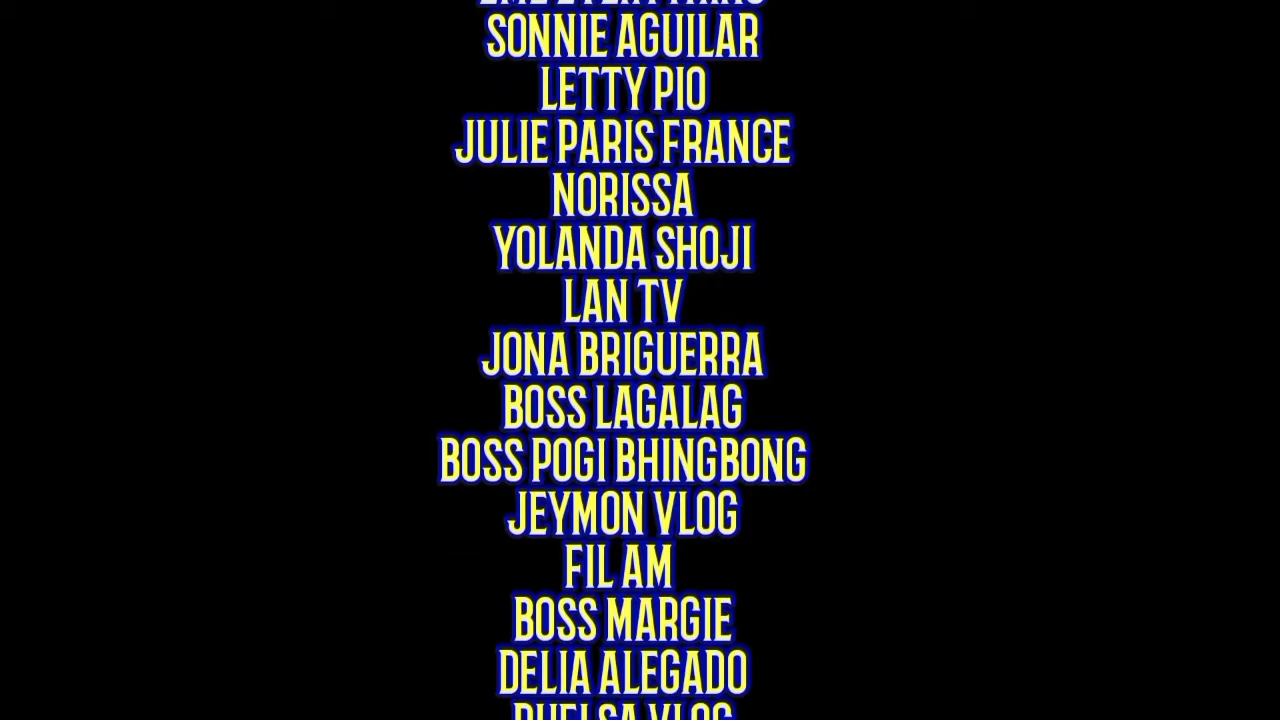 SONNIE AGUILAR
LETTY PIO
JULIE PARIS FRANCE
NORISSA
YOLANDA SHOJI
LAN TV
JONA BRIGUERRA
BOSS LAGALAG
BOSS POGI BHINGBONG
JEYMON VLOG
FIL AM
BOSS MARGIE
DELIA ALEGADO
VLOG